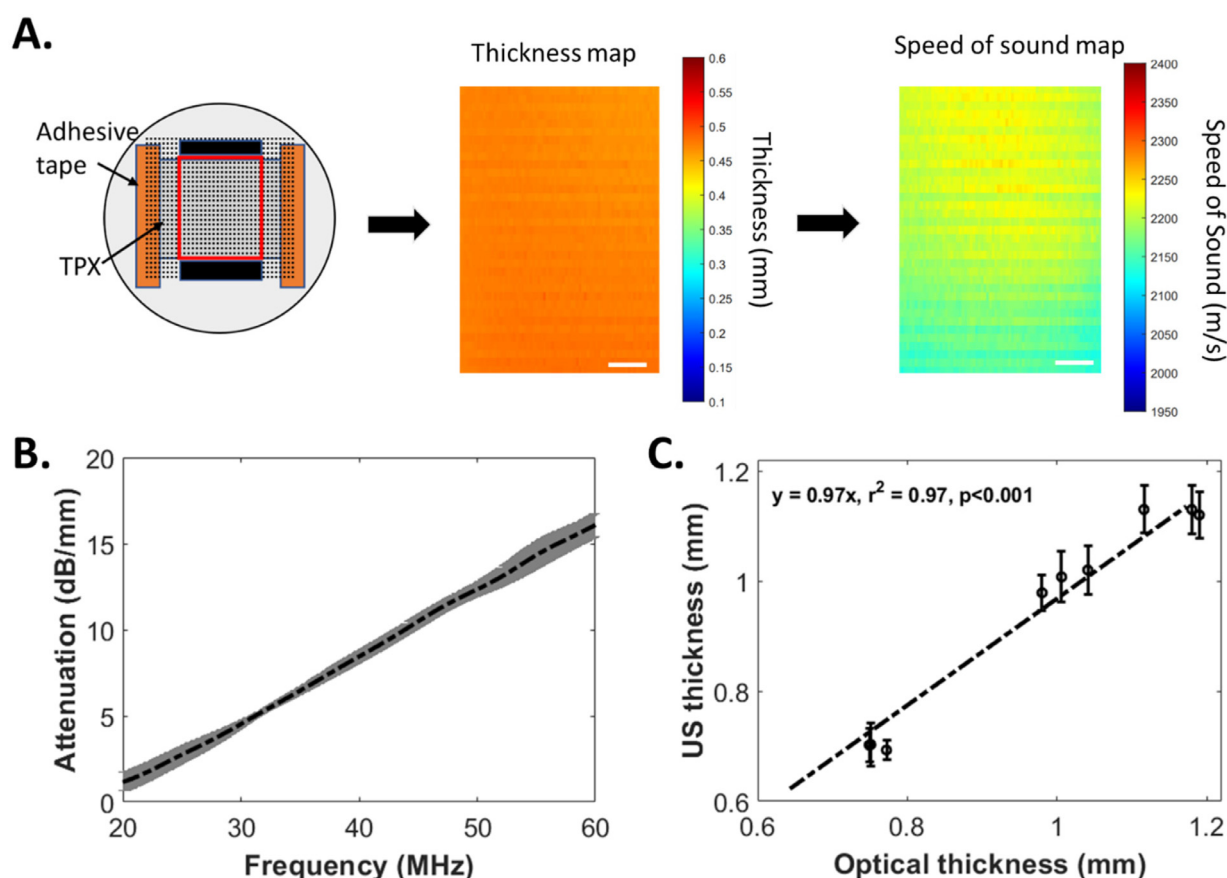 A.
Adhesive
tape
TPX
Thickness map
0.6
0.55
0.5
0.45
0.4
0.35
0.3
0.25
0.2
0.15
0.1
Thickness (mm)
Speed of sound map
2400
2350
2300
2250
2200
2150
2100
2050
2000
1950
Speed of Sound (m/s)
B.
Attenuation (dB/mm)
20
15
10
5
0
20 30 40 50 60
Frequency (MHz)
C.
US thickness (mm)
y = 0.97x, r² = 0.97, p<0.001
1.2
1
0.8
0.6
0.6 0.8 1 1.2
Optical thickness (mm)